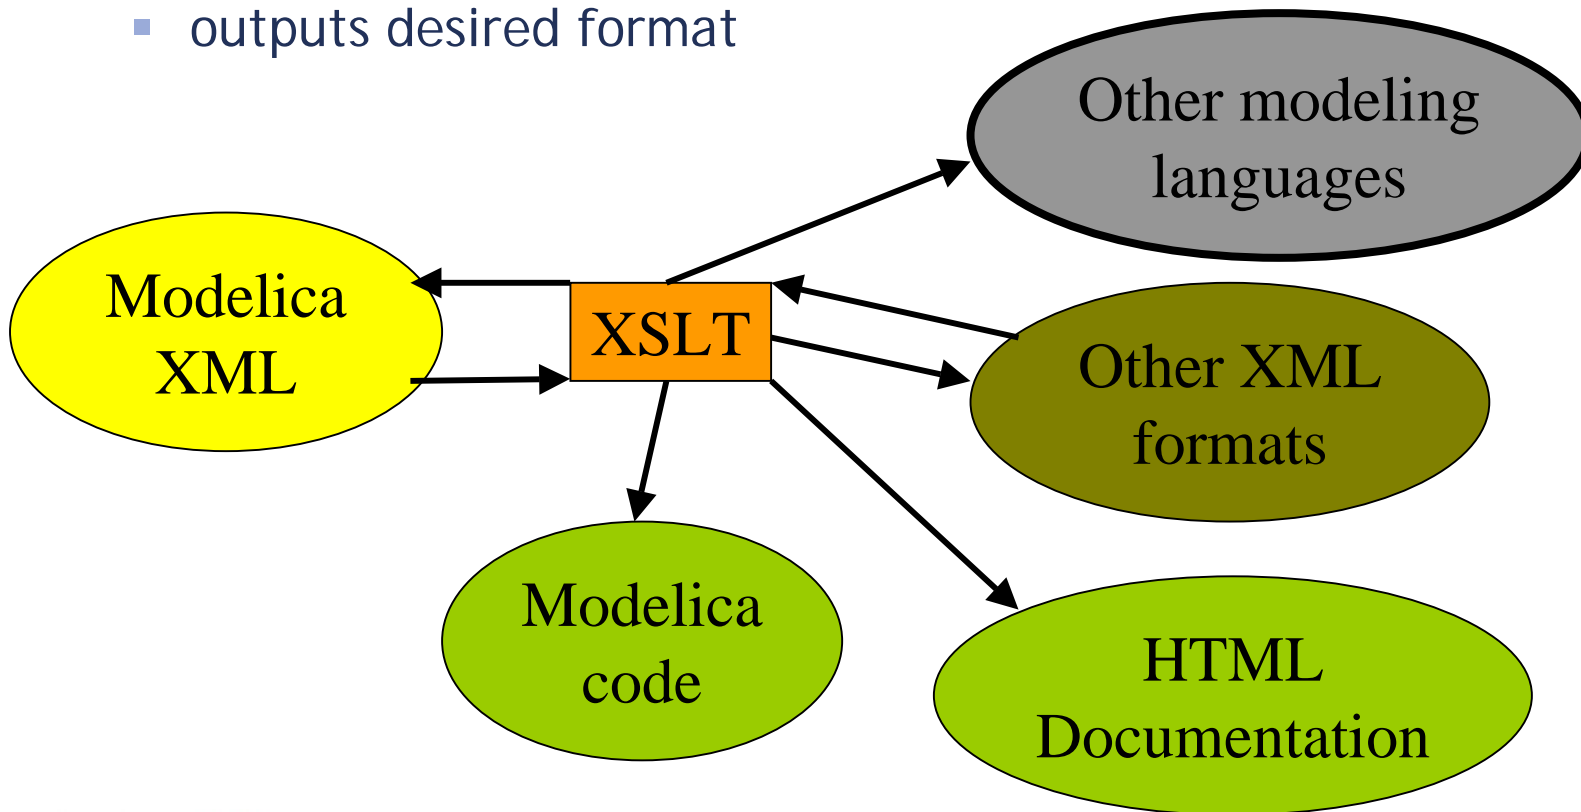 outputs desired format
Other modeling
languages
Modelica
XML
XSLT
Other XML
formats
Modelica
code
HTML
Documentation